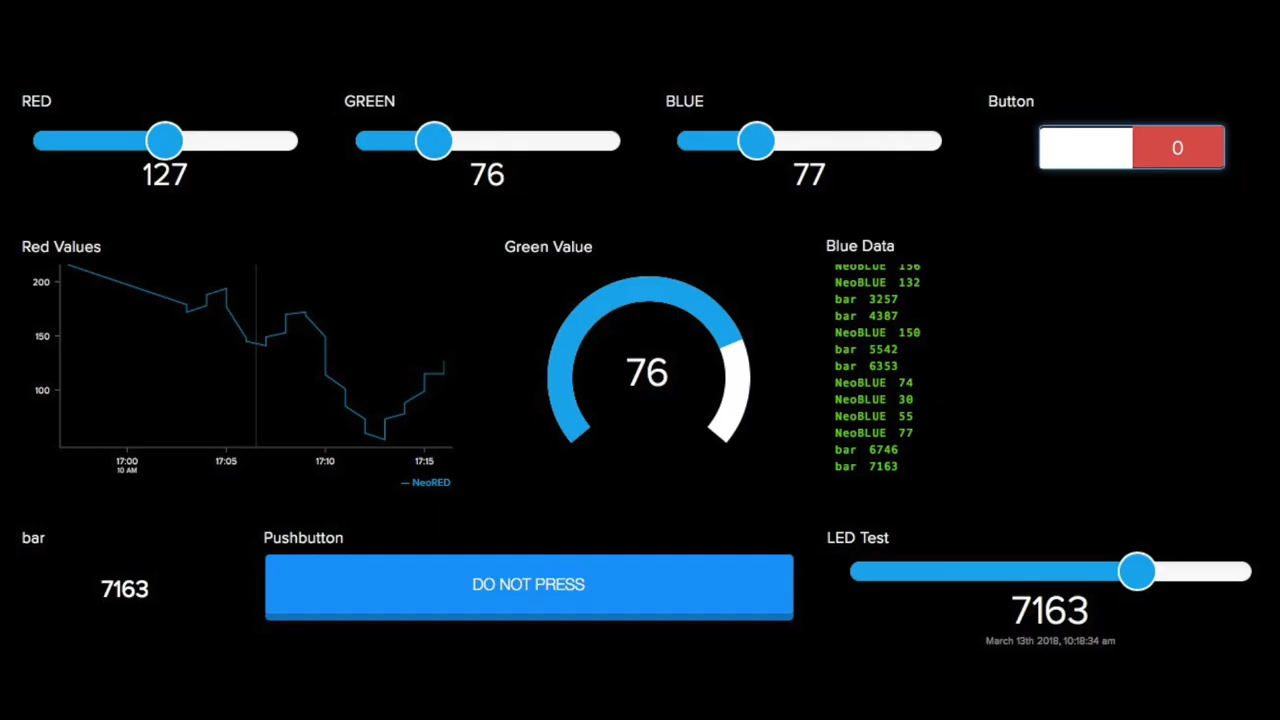 RED
GREEN
BLUE
Button
127
76
77
0
Red Values
200
150
100
17:00
10 AM
17:05
17:10
17:15
— NeoRED
Green Value
76
Blue Data
NeoBLUE 156
NeoBLUE 132
bar 3257
bar 4387
NeoBLUE 150
bar 5542
bar 6353
NeoBLUE 74
NeoBLUE 30
NeoBLUE 55
NeoBLUE 77
bar 6746
bar 7163
bar
7163
Pushbutton
DO NOT PRESS
LED Test
7163
March 13th 2018, 10:18:34 am